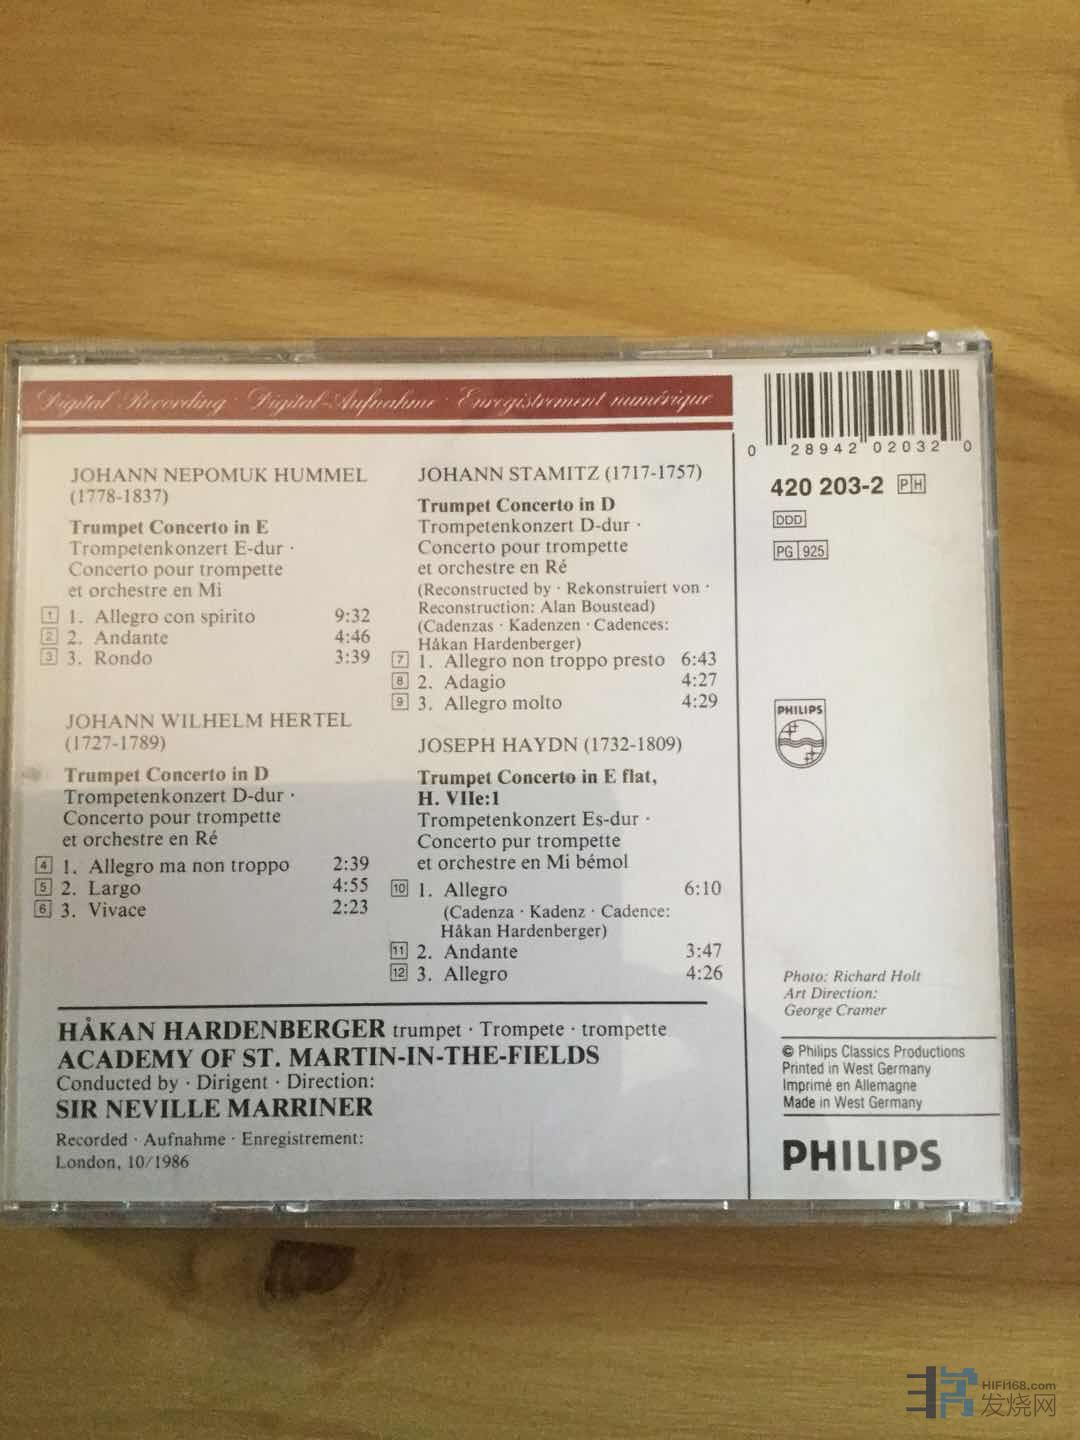 Digital Recording · Digital-Aufnahme · Enregistrement numérique
JOHANN NEPOMUK HUMMEL
(1778-1837)
Trumpet Concerto in E
Trompetenkonzert E-dur ·
Concerto pour trompette
et orchestre en Mi
1 1. Allegro con spirito 9:32
2 2. Andante 4:46
3 3. Rondo 3:39
JOHANN WILHELM HERTEL
(1727-1789)
Trumpet Concerto in D
Trompetenkonzert D-dur ·
Concerto pour trompette
et orchestre en Ré
4 1. Allegro ma non troppo 2:39
5 2. Largo 4:55
6 3. Vivace 2:23
JOHANN STAMITZ (1717-1757)
Trumpet Concerto in D
Trompetenkonzert D-dur ·
Concerto pour trompette
et orchestre en Ré
(Reconstructed by · Rekonstruiert von ·
Reconstruction: Alan Boustead)
(Cadenzas · Kadenzen · Cadences:
Håkan Hardenberger)
7 1. Allegro non troppo presto 6:43
8 2. Adagio 4:27
9 3. Allegro molto 4:29
JOSEPH HAYDN (1732-1809)
Trumpet Concerto in E flat,
H. VIIe:1
Trompetenkonzert Es-dur ·
Concerto pur trompette
et orchestre en Mi bémol
10 1. Allegro 6:10
(Cadenza · Kadenz · Cadence:
Håkan Hardenberger)
11 2. Andante 3:47
12 3. Allegro 4:26
HÅKAN HARDENBERGER trumpet · Trompete · trompette
ACADEMY OF ST. MARTIN-IN-THE-FIELDS
Conducted by · Dirigent · Direction:
SIR NEVILLE MARRINER
Recorded · Aufnahme · Enregistrement:
London, 10/1986
0 28942 02032 0
420 203-2 PH
DDD
PG 925
PHILIPS
Photo: Richard Holt
Art Direction:
George Cramer
© Philips Classics Productions
Printed in West Germany
Imprimé en Allemagne
Made in West Germany
PHILIPS
HIFI168.com
发烧网